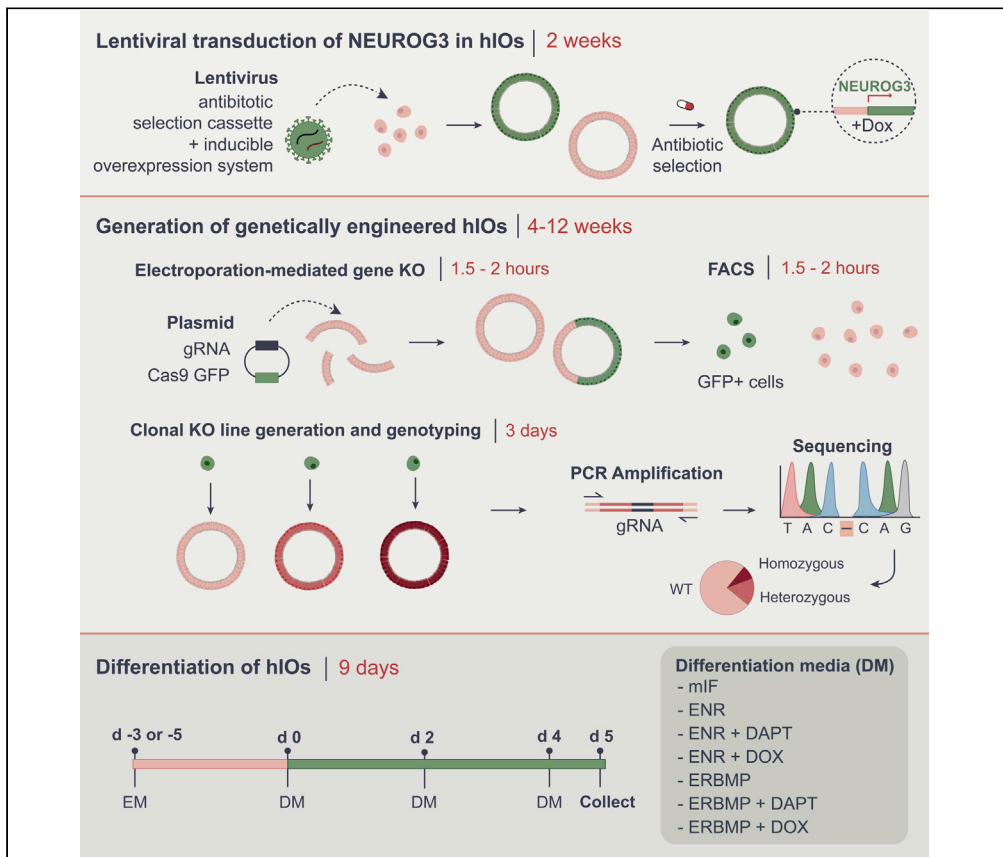 Lentiviral transduction of NEUROG3 in hIOs | 2 weeks
Lentivirus
antibitotic
selection cassette
+ inducible
overexpression system
Antibiotic
selection
NEUROG3
+Dox
Generation of genetically engineered hIOs | 4-12 weeks
Electroporation-mediated gene KO | 1.5 - 2 hours
FACS | 1.5 - 2 hours
Plasmid
gRNA
Cas9 GFP
GFP+ cells
Clonal KO line generation and genotyping | 3 days
PCR Amplification
gRNA
Sequencing
T A C - C A G
Homozygous
WT
Heterozygous
Differentiation of hIOs | 9 days
d -3 or -5 d 0 d 2 d 4 d 5
EM DM DM DM Collect
Differentiation media (DM)
- mIF
- ENR
- ENR + DAPT
- ENR + DOX
- ERBMP
- ERBMP + DAPT
- ERBMP + DOX